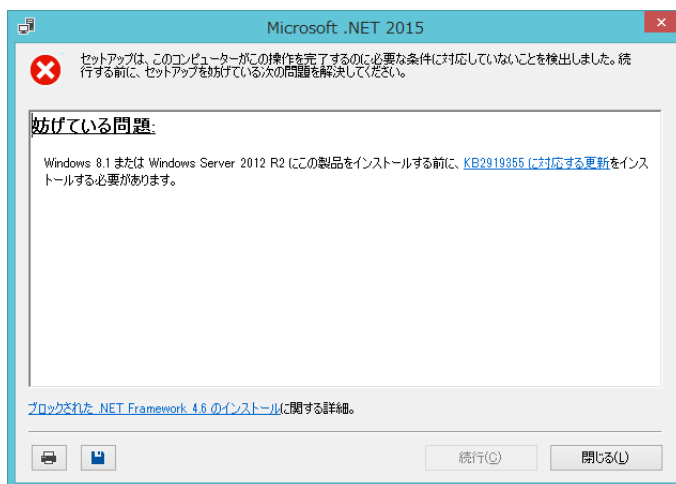 Microsoft .NET 2015
セットアップは、このコンピューターがこの操作を完了するのに必要な条件に対応していないことを検出しました。続
行する前に、セットアップを妨げている次の問題を解決してください。
妨げている問題:
Windows 8.1 または Windows Server 2012 R2 にこの製品をインストールする前に、KB2919355 に対応する更新をインス
トールする必要があります。
ブロックされた .NET Framework 4.6 のインストールに関する詳細。
続行(C)
閉じる(L)